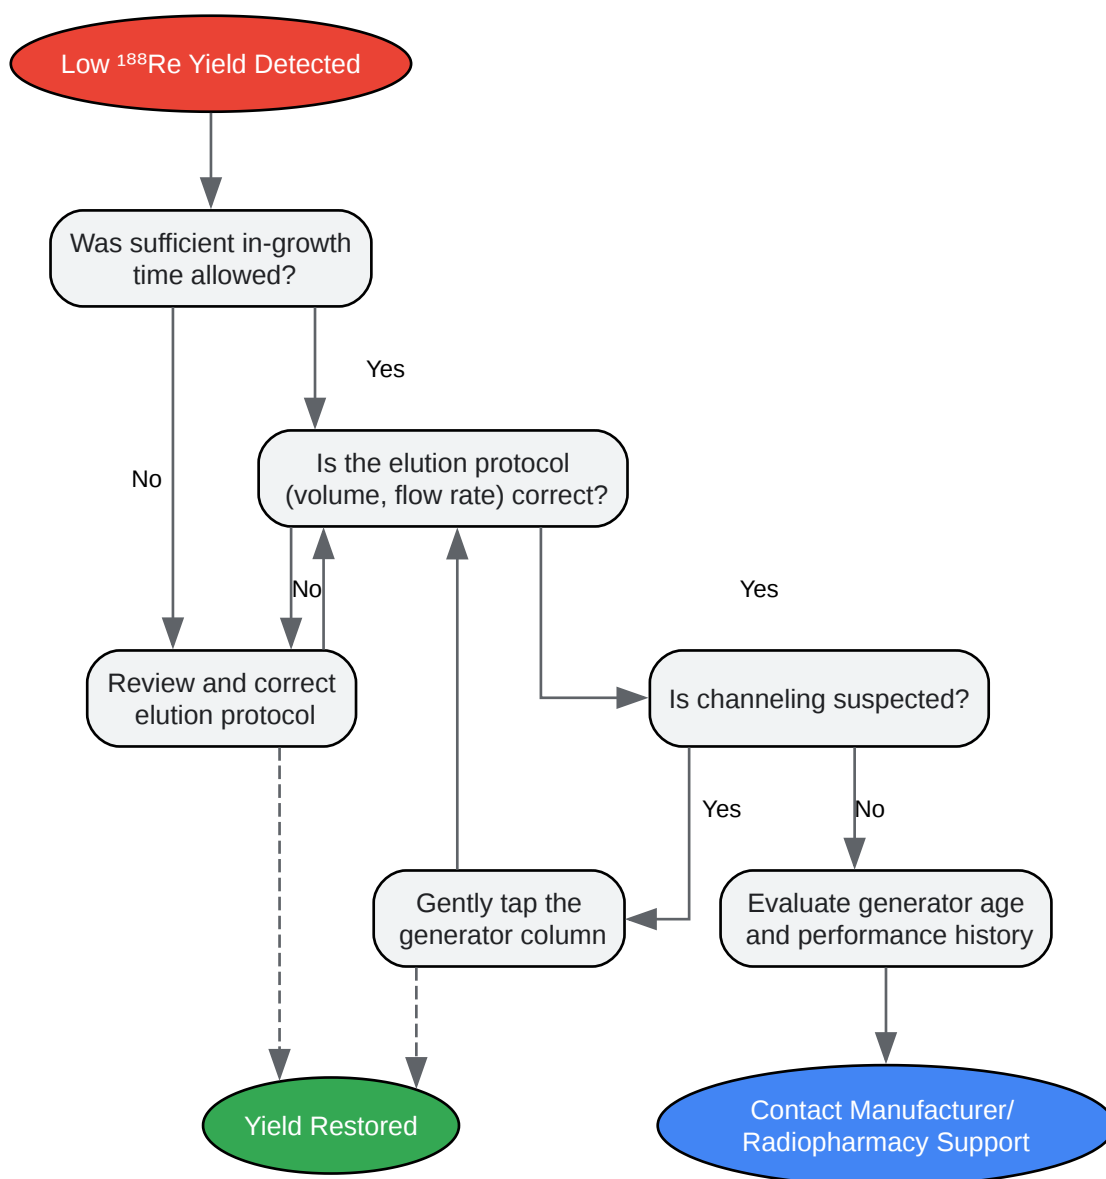 Low ¹⁸⁸Re Yield Detected
Was sufficient in-growth
time allowed?
Yes
No
Is the elution protocol
(volume, flow rate) correct?
No
Yes
Review and correct
elution protocol
Is channeling suspected?
Yes
No
Gently tap the
generator column
Evaluate generator age
and performance history
Yield Restored
Contact Manufacturer/
Radiopharmacy Support